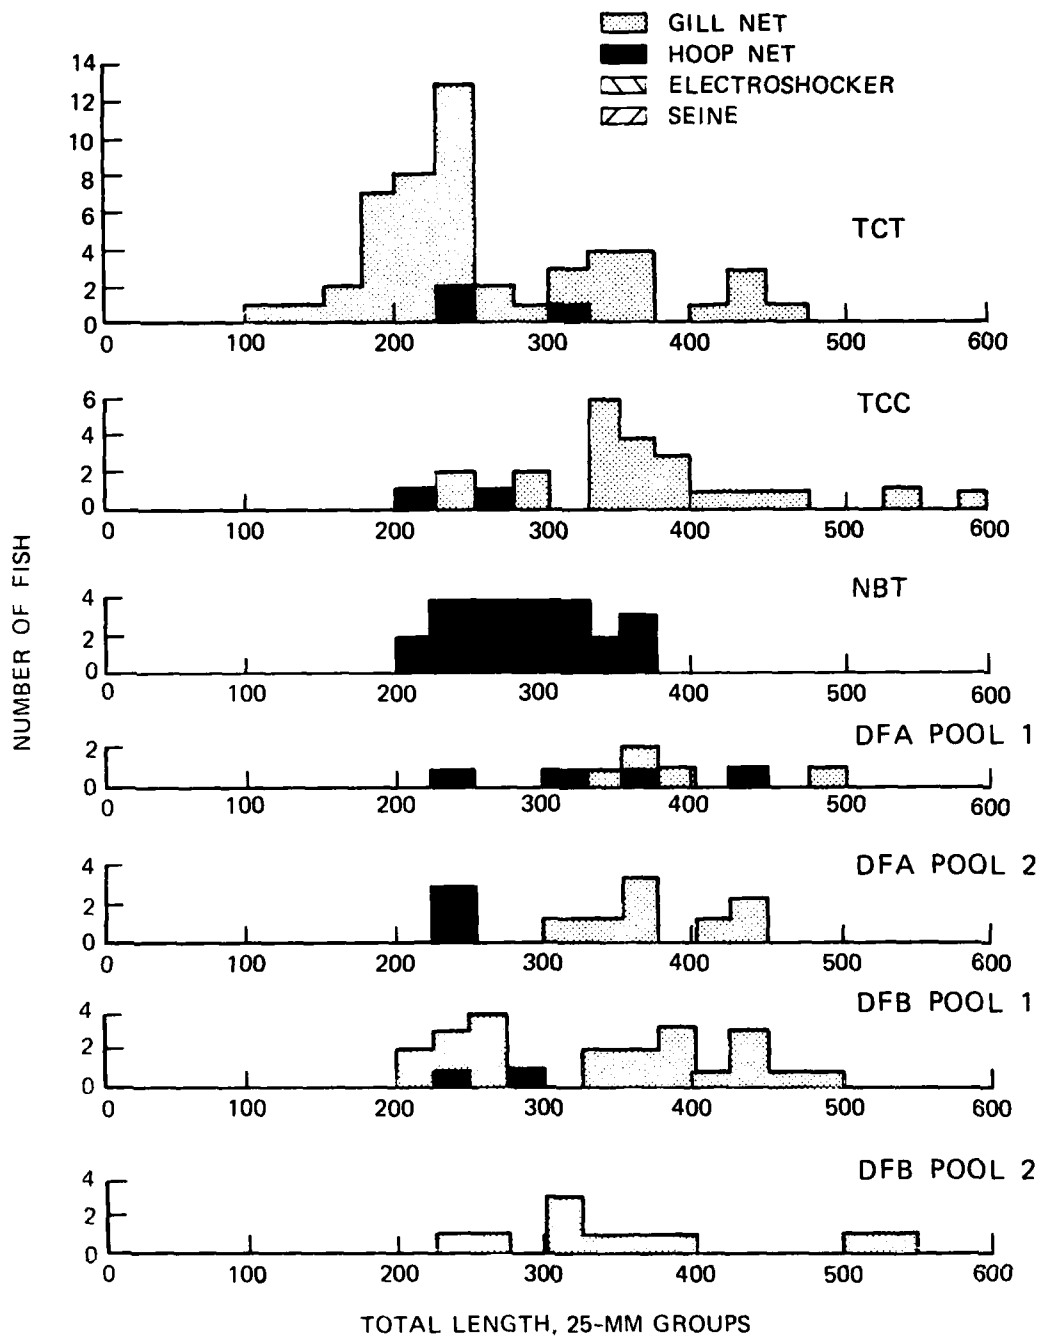 GILL NET
HOOP NET
ELECTROSHOCKER
SEINE
14
12
10
8
6
4
2
0
TCT
0 100 200 300 400 500 600
6
4
2
0
TCC
0 100 200 300 400 500 600
NUMBER OF FISH
4
2
0
NBT
0 100 200 300 400 500 600
2
0
DFA POOL 1
0 100 200 300 400 500 600
4
2
0
DFA POOL 2
0 100 200 300 400 500 600
4
2
0
DFB POOL 1
0 100 200 300 400 500 600
4
2
0
DFB POOL 2
0 100 200 300 400 500 600
TOTAL LENGTH, 25-MM GROUPS